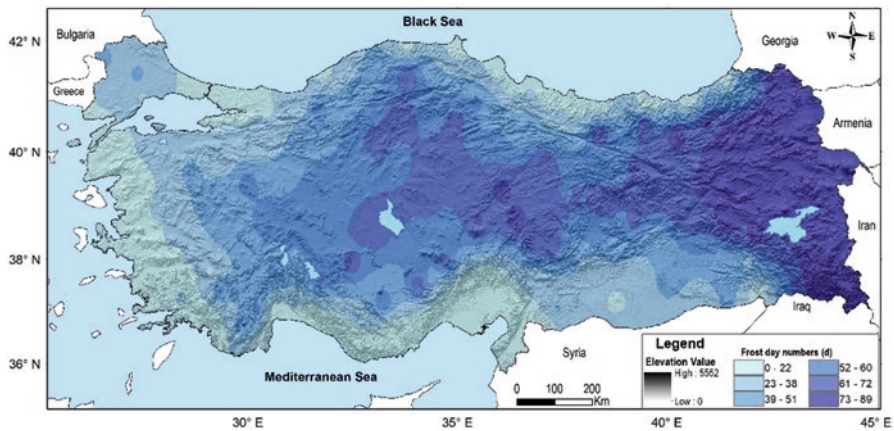 Black Sea
Bulgaria
Greece
Georgia
Armenia
Iran
Iraq
Syria
Mediterranean Sea
N
W E
S
42° N
40° N
38° N
36° N
30° E
35° E
40° E
45° E
0 100 200
Km
Legend
Elevation Value
High : 5562
Low : 0
Frost day numbers (d)
0 - 22
23 - 38
39 - 51
52 - 60
61 - 72
73 - 89